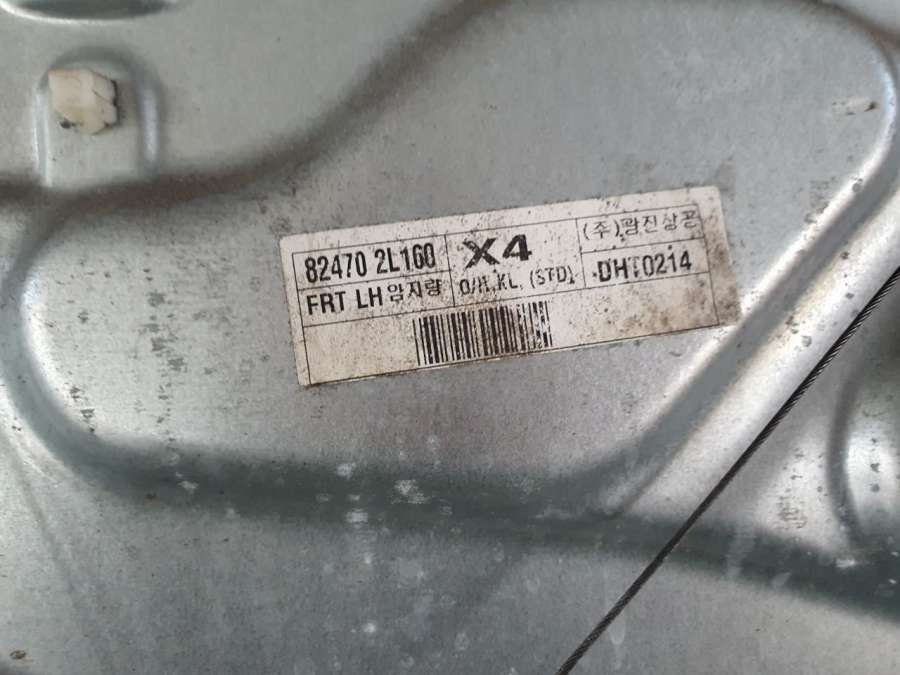 82470 2L160
FRT LH 암지량
X4
O/H, KL, (STD)
(주)광진상공
DHT0214